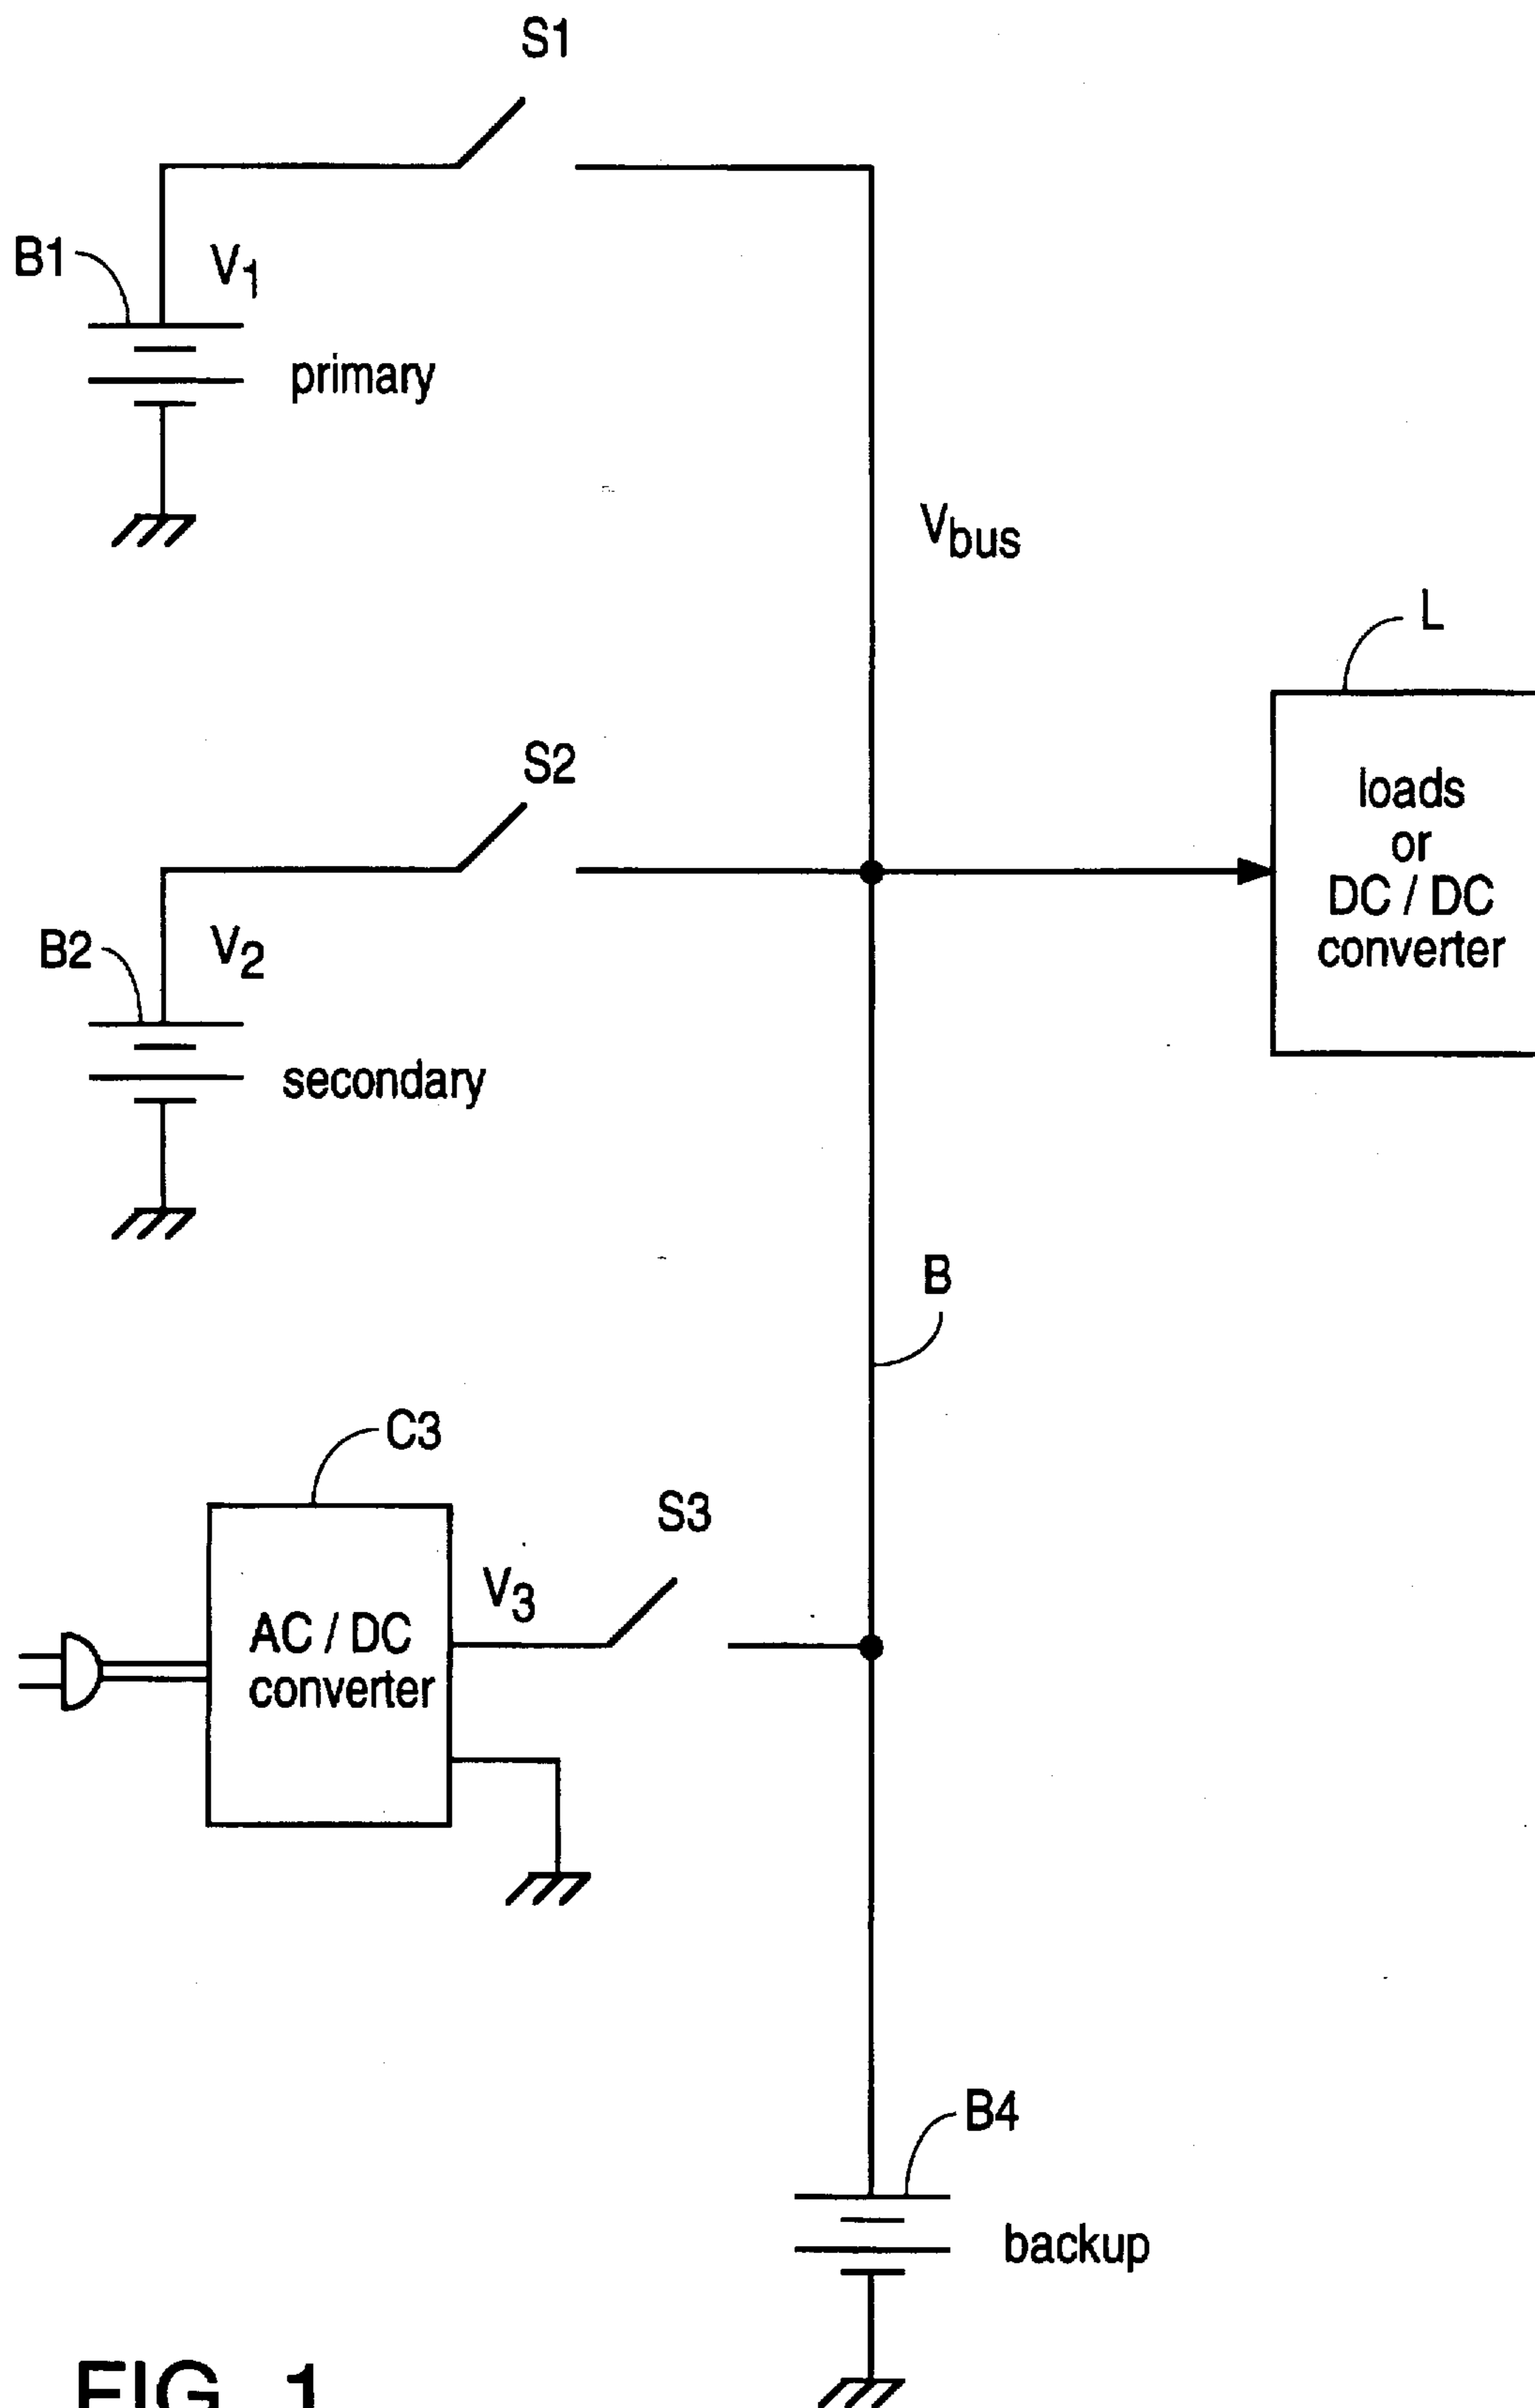 S1
B1
V1
primary
Vbus
L
S2
loads
or
DC / DC
converter
B2
V2
secondary
B
C3
S3
V3
AC / DC
converter
B4
backup
FIG. 1